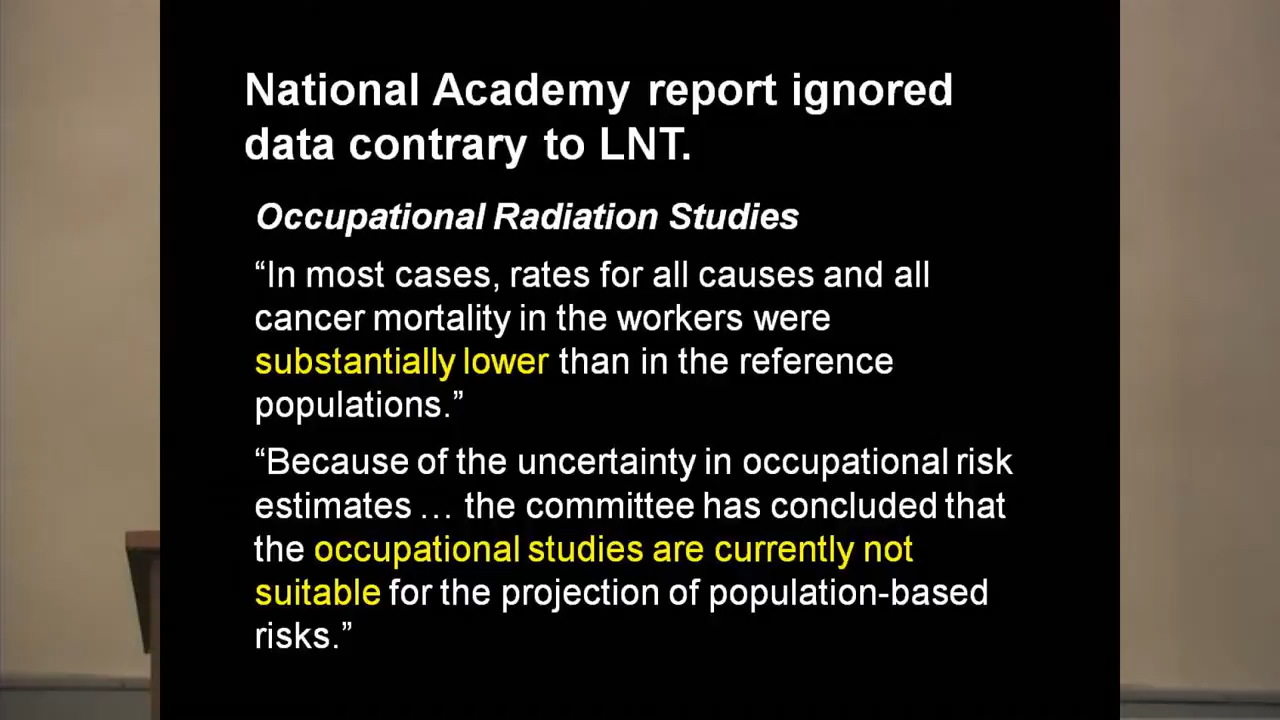 National Academy report ignored
data contrary to LNT.
Occupational Radiation Studies
“In most cases, rates for all causes and all
cancer mortality in the workers were
substantially lower than in the reference
populations.”
“Because of the uncertainty in occupational risk
estimates … the committee has concluded that
the occupational studies are currently not
suitable for the projection of population-based
risks.”